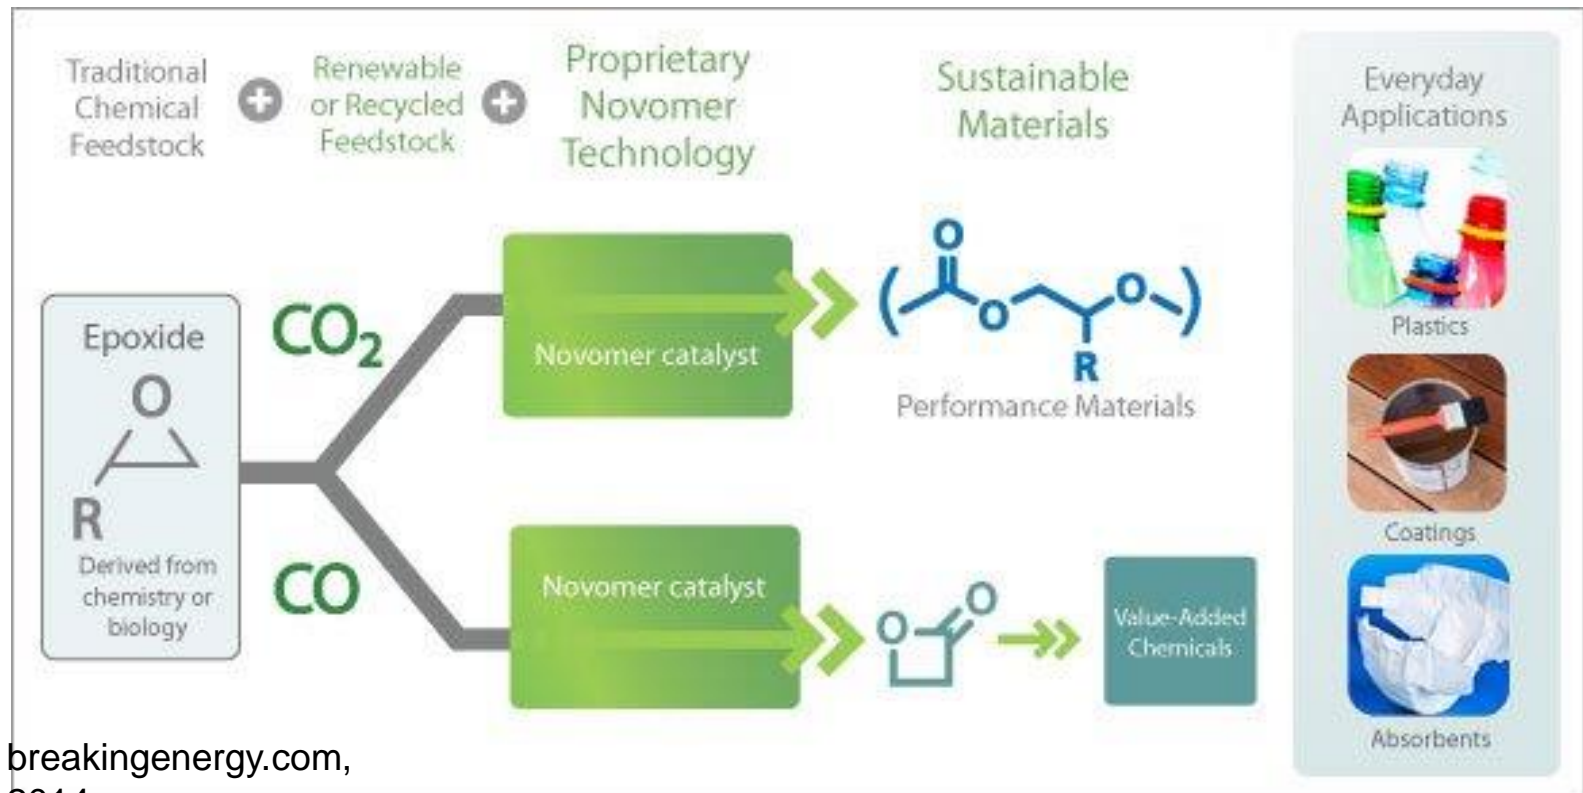 Traditional
Chemical
Feedstock
Renewable
or Recycled
Feedstock
Proprietary
Novomer
Technology
Sustainable
Materials
Everyday
Applications
Epoxide
O
R
Derived from
chemistry or
biology
CO₂
Novomer catalyst
O
O
O
R
Performance Materials
CO
Novomer catalyst
O
O
Value-Added
Chemicals
Plastics
Coatings
Absorbents
breakingenergy.com,